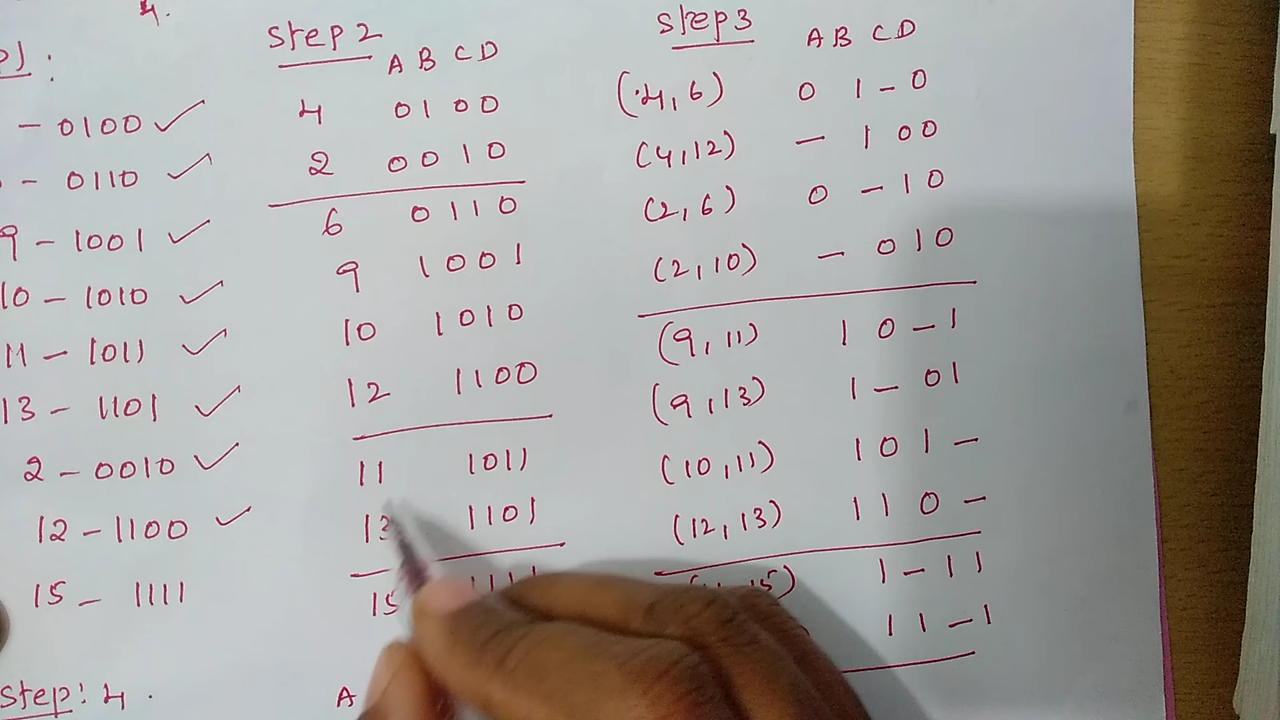 4.
:
- 0100 ✓
- 0110 ✓
9 - 1001 ✓
10 - 1010 ✓
11 - 1011 ✓
13 - 1101 ✓
2 - 0010 ✓
12 - 1100 ✓
15 - 1111
Step 2
A B C D
4 0100
2 0010
6 0110
9 1001
10 1010
12 1100
11 1011
13 1101
15 1111
Step 3
A B C D
(4,6) 0 1 - 0
(4,12) - 1 0 0
(2,6) 0 - 1 0
(2,10) - 0 1 0
(9,11) 1 0 - 1
(9,13) 1 - 0 1
(10,11) 1 0 1 -
(12,13) 1 1 0 -
15) 1 - 1 1
1 1 - 1
Step: 4.
A